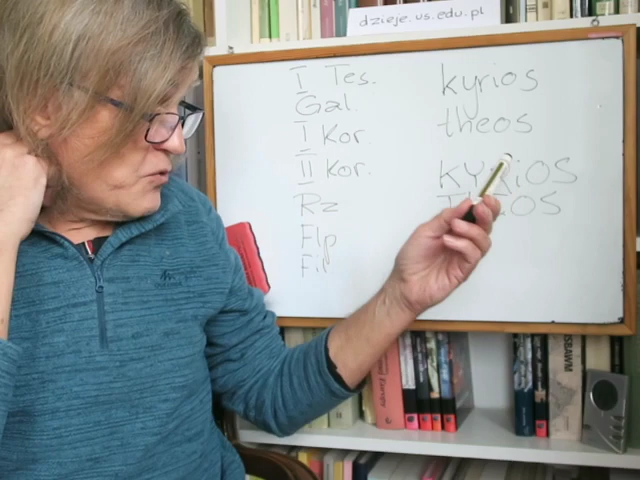 dzieje.us.edu.pl
I Tes.
Gal.
I Kor.
II Kor.
Rz
Flp
Fil
kyrios
theos
KYRiOS
THEOS